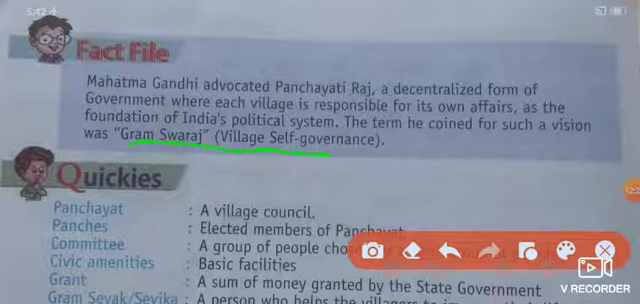 5:42
Fact File
Mahatma Gandhi advocated Panchayati Raj, a decentralized form of
Government where each village is responsible for its own affairs, as the
foundation of India's political system. The term he coined for such a vision
was "Gram Swaraj" (Village Self-governance).
Quickies
Panchayat : A village council.
Panches : Elected members of Panchayat
Committee : A group of people
Civic amenities : Basic facilities
Grant : A sum of money granted by the State Government
Gram Sevak/Sevika : A person who helps the villagers to
V RECORDER